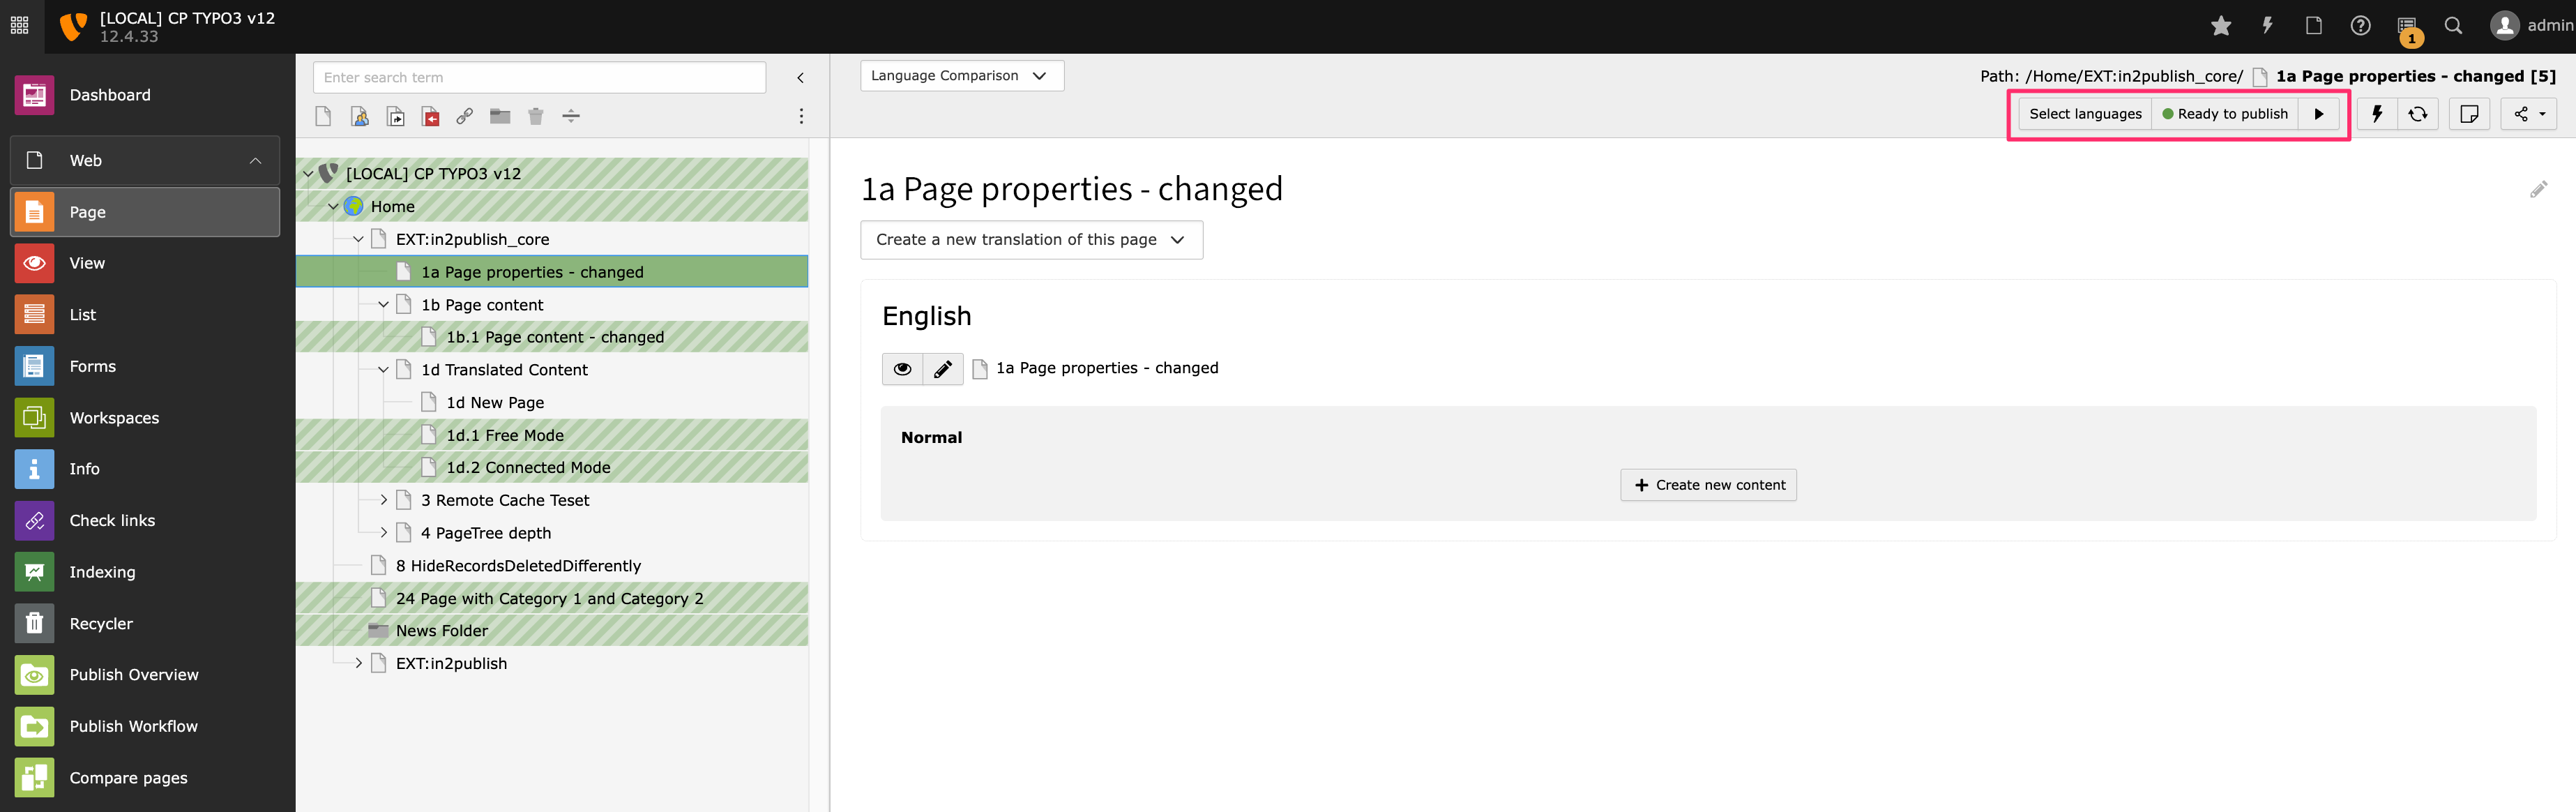 [LOCAL] CP TYPO3 v12
12.4.33
1
admin
Dashboard
Web
Page
View
List
Forms
Workspaces
Info
Check links
Indexing
Recycler
Publish Overview
Publish Workflow
Compare pages
Enter search term
[LOCAL] CP TYPO3 v12
Home
EXT:in2publish_core
1a Page properties - changed
1b Page content
1b.1 Page content - changed
1d Translated Content
1d New Page
1d.1 Free Mode
1d.2 Connected Mode
3 Remote Cache Teset
4 PageTree depth
8 HideRecordsDeletedDifferently
24 Page with Category 1 and Category 2
News Folder
EXT:in2publish
Language Comparison
Path: /Home/EXT:in2publish_core/ 1a Page properties - changed [5]
Select languages Ready to publish
1a Page properties - changed
Create a new translation of this page
English
1a Page properties - changed
Normal
Create new content